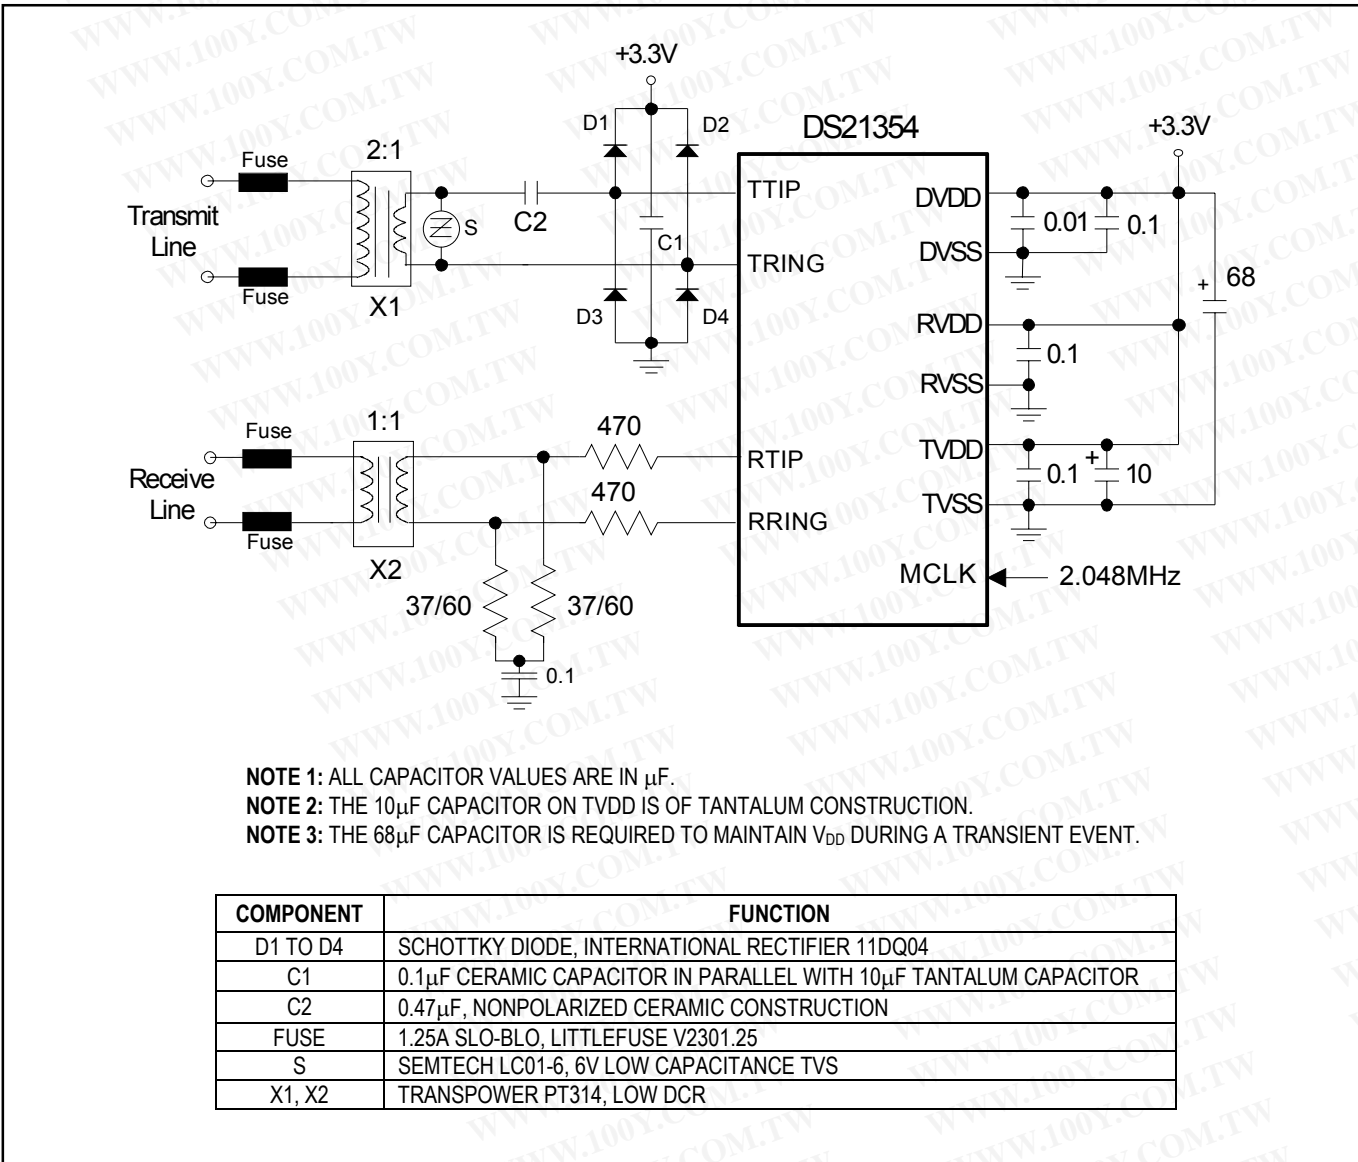 +3.3V
D1
D2
DS21354
+3.3V
Fuse
2:1
TTIP
DVDD
Transmit
Line
S
C2
C1
0.01
0.1
TRING
DVSS
Fuse
X1
D3
D4
+
68
RVDD
0.1
RVSS
Fuse
1:1
470
RTIP
TVDD
Receive
Line
470
0.1
+
10
RRING
TVSS
Fuse
X2
MCLK
2.048MHz
37/60
37/60
0.1
NOTE 1: ALL CAPACITOR VALUES ARE IN μF.
NOTE 2: THE 10μF CAPACITOR ON TVDD IS OF TANTALUM CONSTRUCTION.
NOTE 3: THE 68μF CAPACITOR IS REQUIRED TO MAINTAIN VDD DURING A TRANSIENT EVENT.
COMPONENT FUNCTION
D1 TO D4 SCHOTTKY DIODE, INTERNATIONAL RECTIFIER 11DQ04
C1 0.1μF CERAMIC CAPACITOR IN PARALLEL WITH 10μF TANTALUM CAPACITOR
C2 0.47μF, NONPOLARIZED CERAMIC CONSTRUCTION
FUSE 1.25A SLO-BLO, LITTLEFUSE V2301.25
S SEMTECH LC01-6, 6V LOW CAPACITANCE TVS
X1, X2 TRANSPOWER PT314, LOW DCR
WWW.100Y.COM.TW